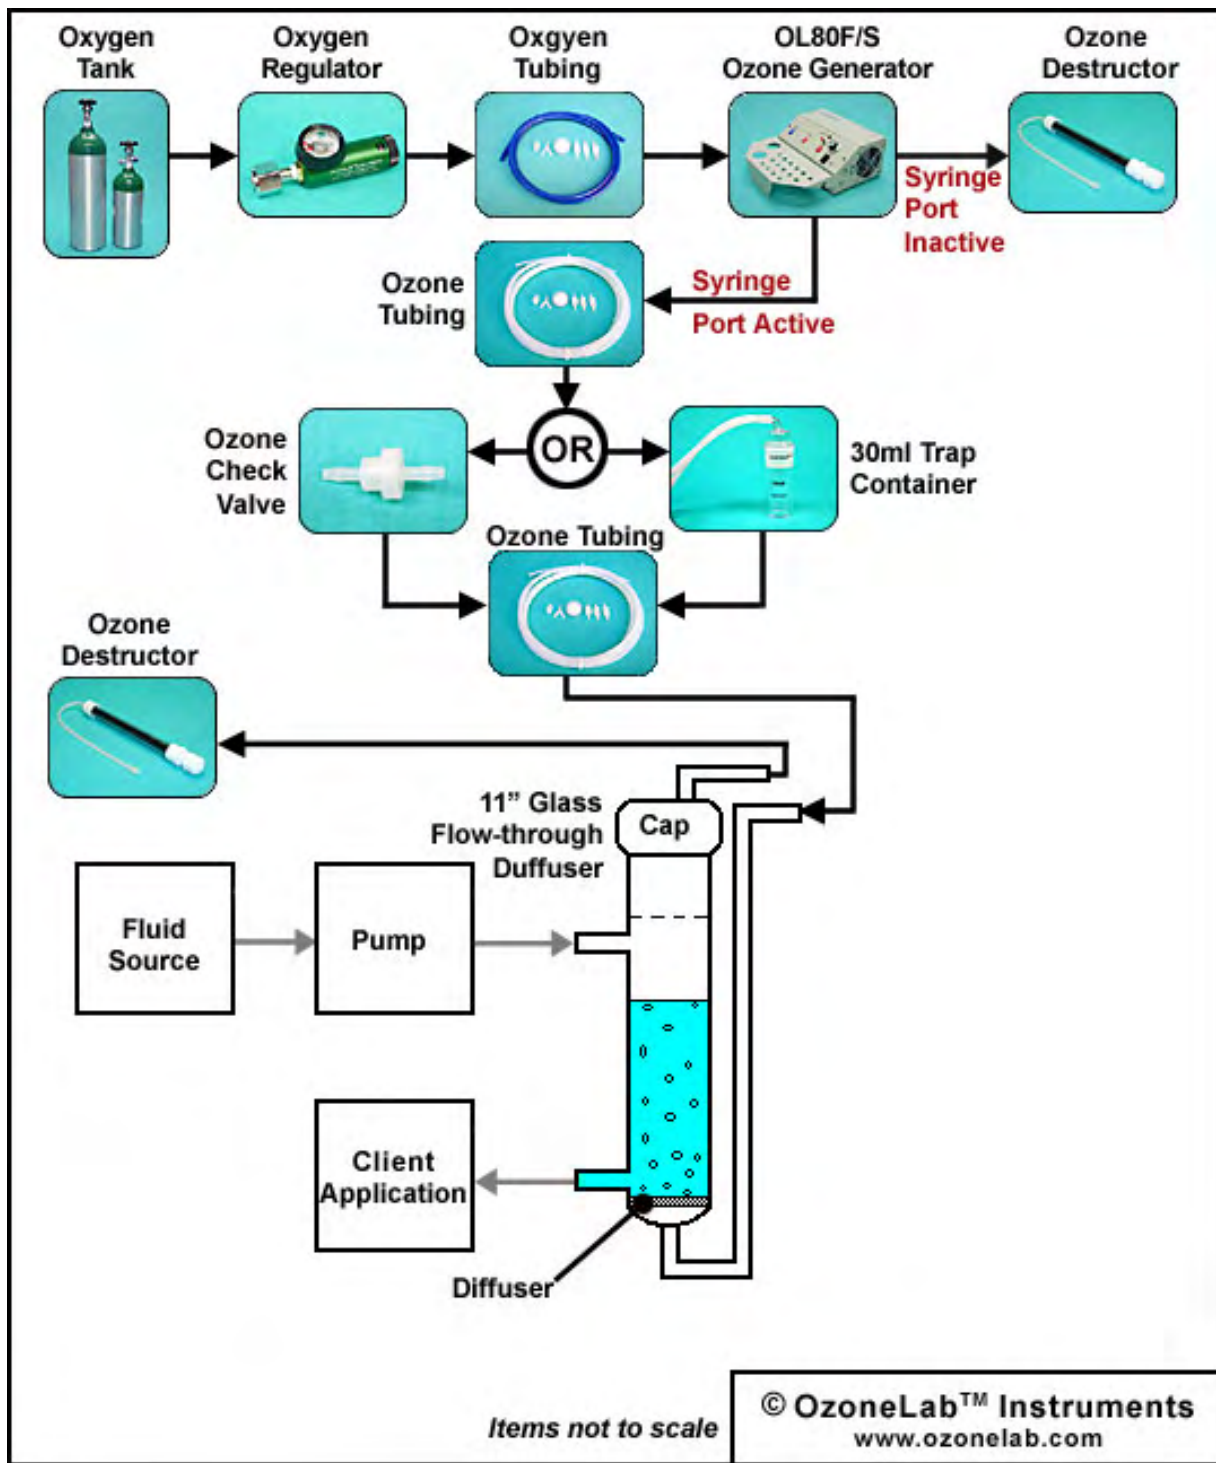 Oxygen
Tank
Oxygen
Regulator
Oxgyen
Tubing
OL80F/S
Ozone Generator
Ozone
Destructor
Syringe
Port
Inactive
Ozone
Tubing
Syringe
Port Active
Ozone
Check
Valve
OR
30ml Trap
Container
Ozone Tubing
Ozone
Destructor
11” Glass
Flow-through
Duffuser
Cap
Fluid
Source
Pump
Client
Application
Diffuser
Items not to scale
© OzoneLab™ Instruments
www.ozonelab.com